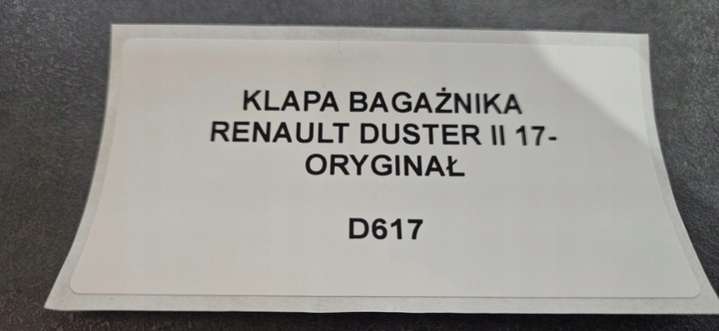 KLAPA BAGAŻNIKA
RENAULT DUSTER II 17-
ORYGINAŁ
D617